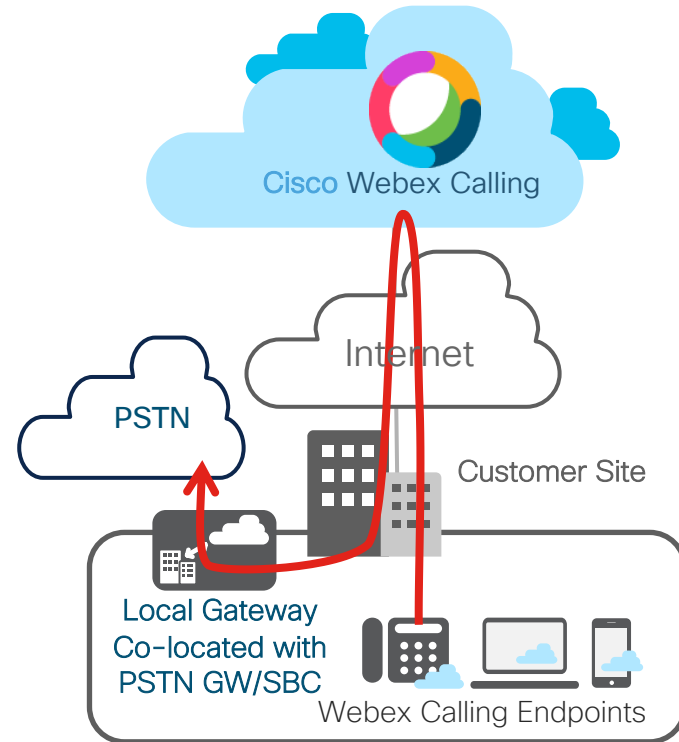 Cisco Webex Calling
Internet
PSTN
Customer Site
Local Gateway
Co-located with
PSTN GW/SBC
Webex Calling Endpoints